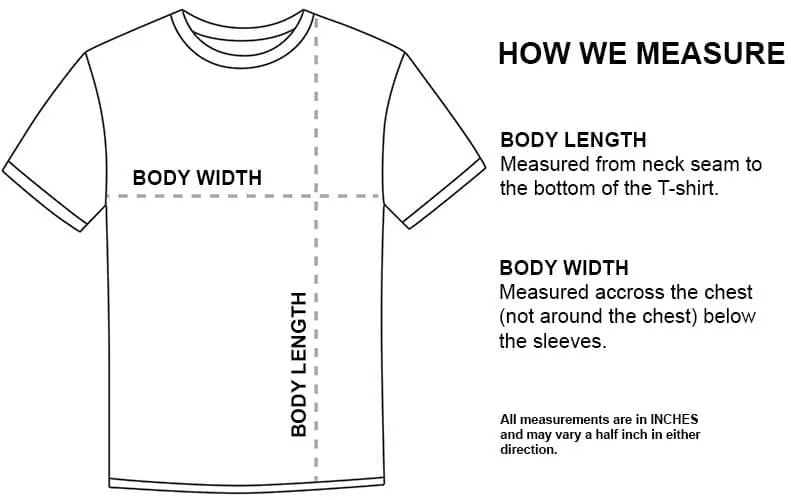 HOW WE MEASURE
BODY LENGTH
Measured from neck seam to
the bottom of the T-shirt.
BODY WIDTH
BODY WIDTH
Measured accross the chest
(not around the chest) below
the sleeves.
BODY LENGTH
All measurements are in INCHES
and may vary a half inch in either
direction.